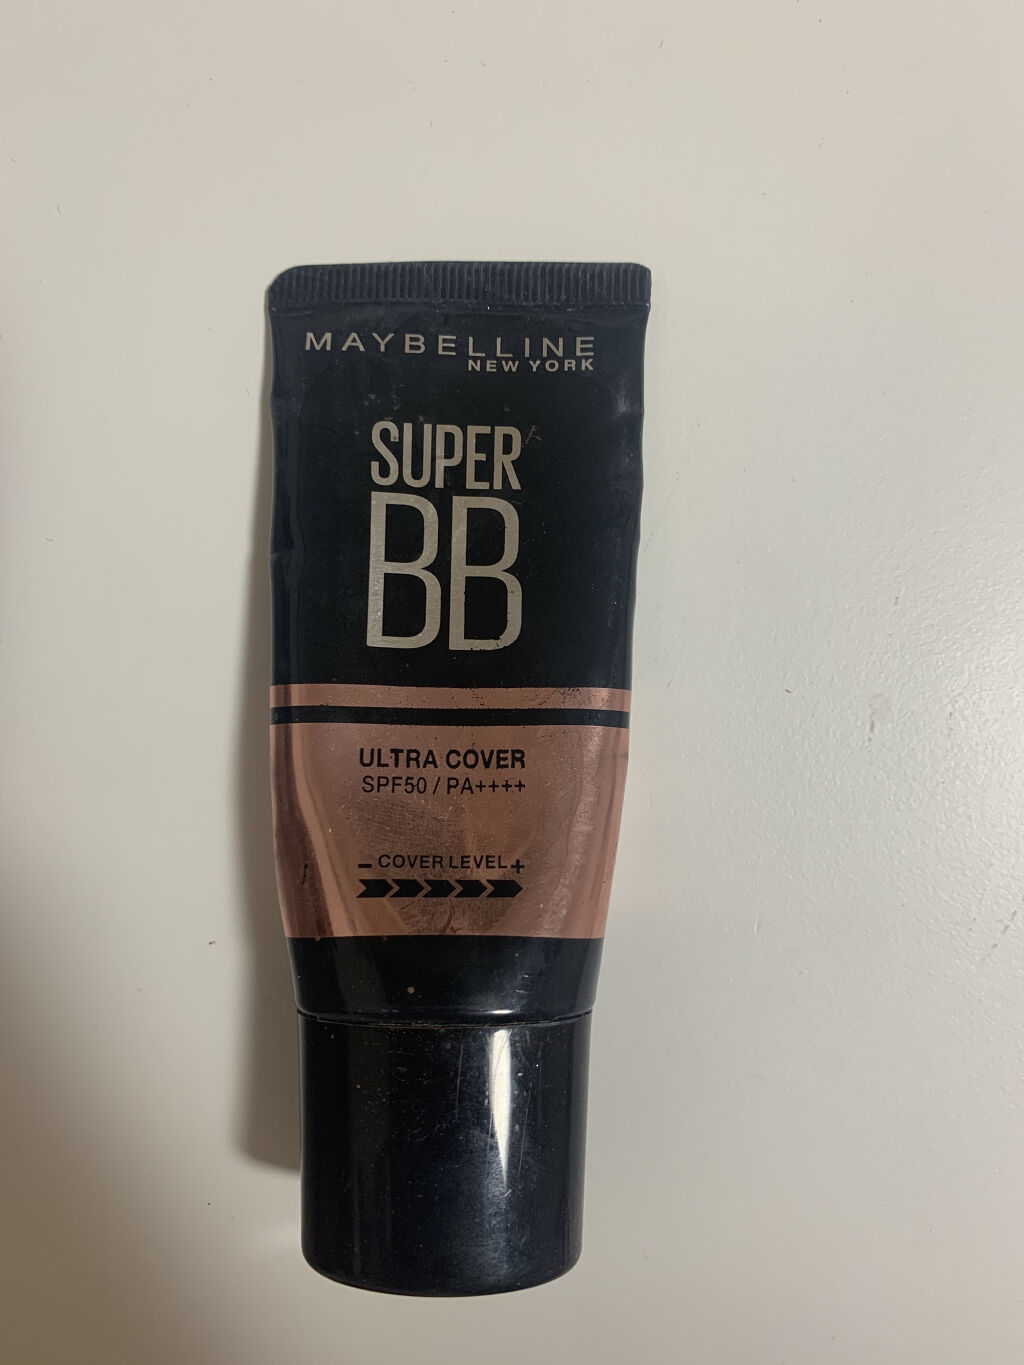 MAYBELLINE
NEW YORK
SUPER
BB
ULTRA COVER
SPF50 / PA++++
- COVER LEVEL +